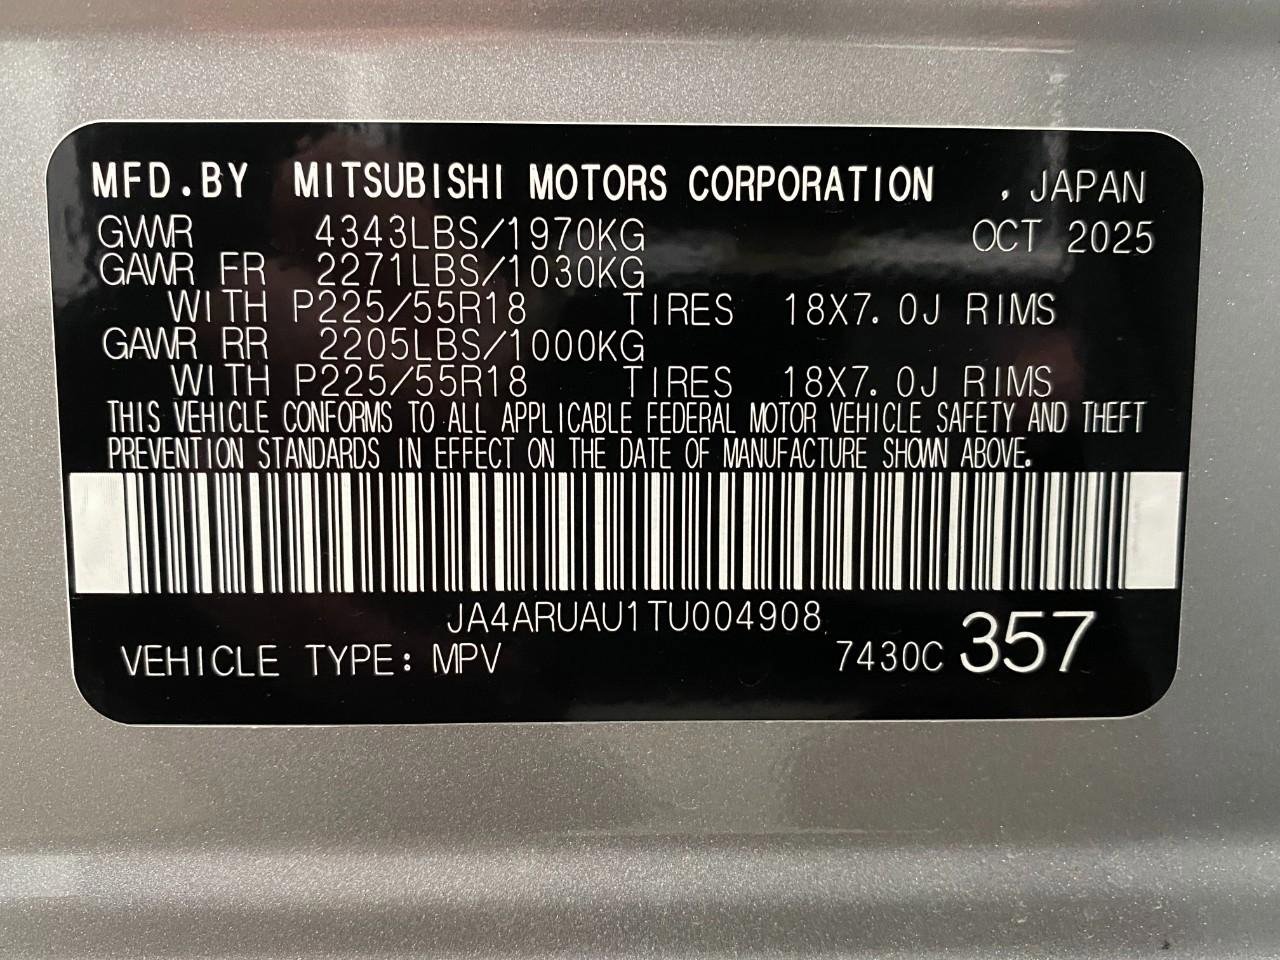 MFD.BY MITSUBISHI MOTORS CORPORATION , JAPAN
GVWR 4343LBS/1970KG OCT 2025
GAWR FR 2271LBS/1030KG
WITH P225/55R18 TIRES 18X7.0J RIMS
GAWR RR 2205LBS/1000KG
WITH P225/55R18 TIRES 18X7.0J RIMS
THIS VEHICLE CONFORMS TO ALL APPLICABLE FEDERAL MOTOR VEHICLE SAFETY AND THEFT
PREVENTION STANDARDS IN EFFECT ON THE DATE OF MANUFACTURE SHOWN ABOVE.
JA4ARUAU1TU004908
VEHICLE TYPE: MPV 7430C 357